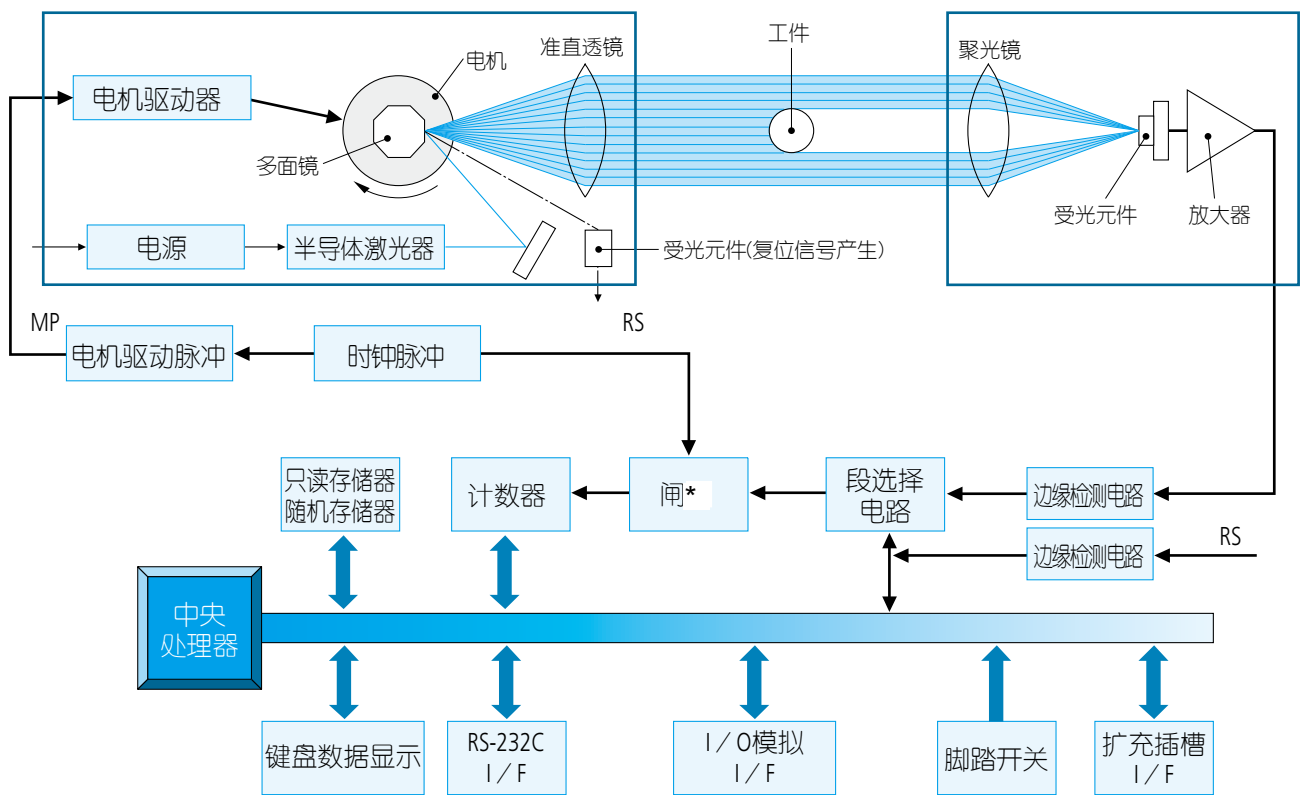 工件
准直透镜
聚光镜
电机
电机驱动器
多面镜
受光元件
放大器
电源
半导体激光器
受光元件(复位信号产生)
MP
RS
电机驱动脉冲
时钟脉冲
只读存储器
随机存储器
计数器
闸*
段选择
电路
边缘检测电路
边缘检测电路
RS
中央
处理器
键盘数据显示
RS-232C
I/F
I/O模拟
I/F
脚踏开关
扩充插槽
I/F